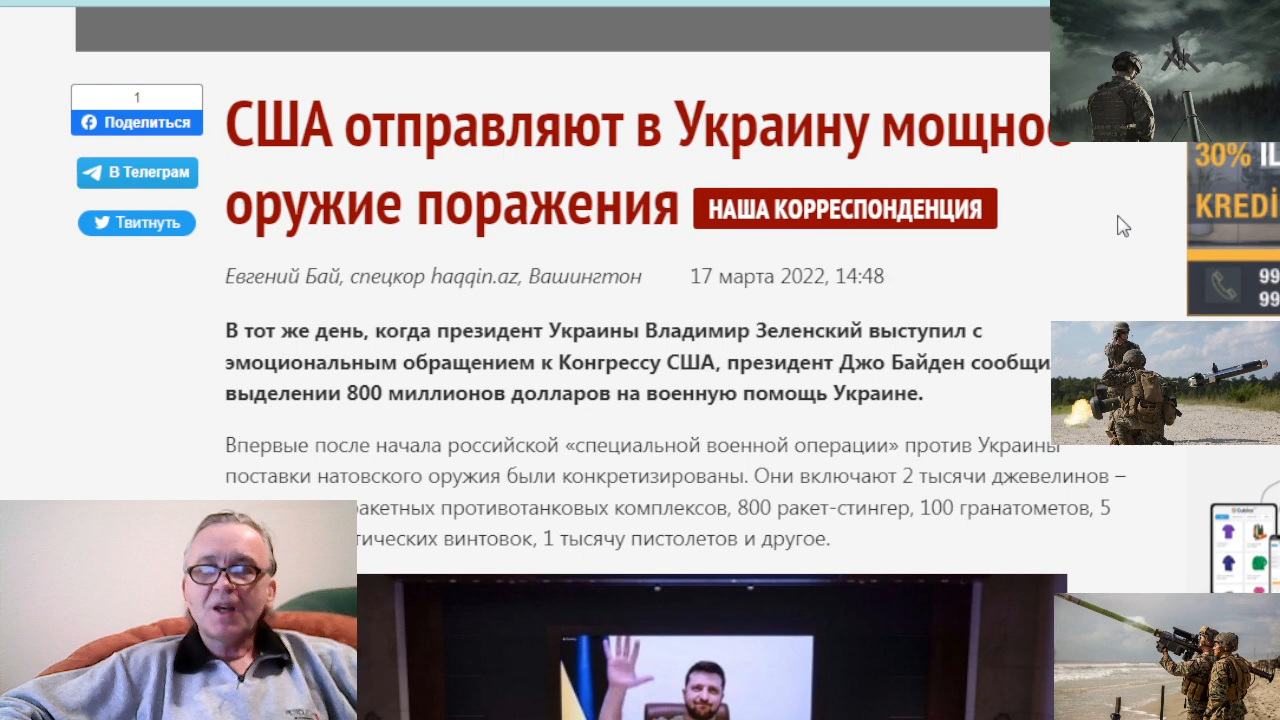 1
Поделиться
В Телеграм
Твитнуть
США отправляют в Украину мощное
оружие поражения НАША КОРРЕСПОНДЕНЦИЯ
Евгений Бай, спецкор haqqin.az, Вашингтон 17 марта 2022, 14:48
В тот же день, когда президент Украины Владимир Зеленский выступил с
эмоциональным обращением к Конгрессу США, президент Джо Байден сообщи
выделении 800 миллионов долларов на военную помощь Украине.
Впервые после начала российской «специальной военной операции» против Украины
поставки натовского оружия были конкретизированы. Они включают 2 тысячи джевелинов –
ракетных противотанковых комплексов, 800 ракет-стингер, 100 гранатометов, 5
тических винтовок, 1 тысячу пистолетов и другое.
30% IL
KREDİ
99
99